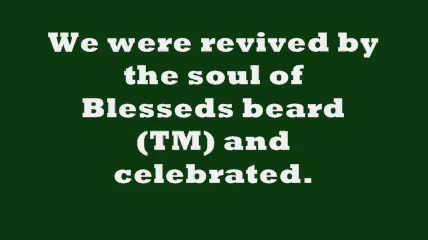 We were revived by
the soul of
Blesseds beard
(TM) and
celebrated.